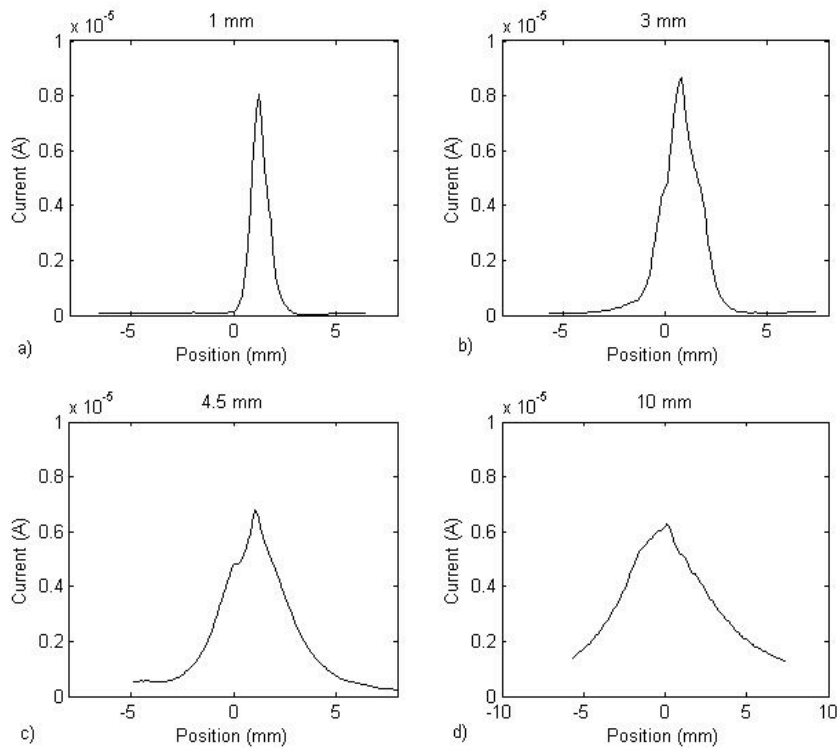 1 mm
x 10-5
1
0.8
0.6
0.4
0.2
0
-5
0
5
Current (A)
Position (mm)
a)
3 mm
x 10-5
1
0.8
0.6
0.4
0.2
0
-5
0
5
Current (A)
Position (mm)
b)
4.5 mm
x 10-5
1
0.8
0.6
0.4
0.2
0
-5
0
5
Current (A)
Position (mm)
c)
10 mm
x 10-5
1
0.8
0.6
0.4
0.2
0
-10
-5
0
5
10
Current (A)
Position (mm)
d)